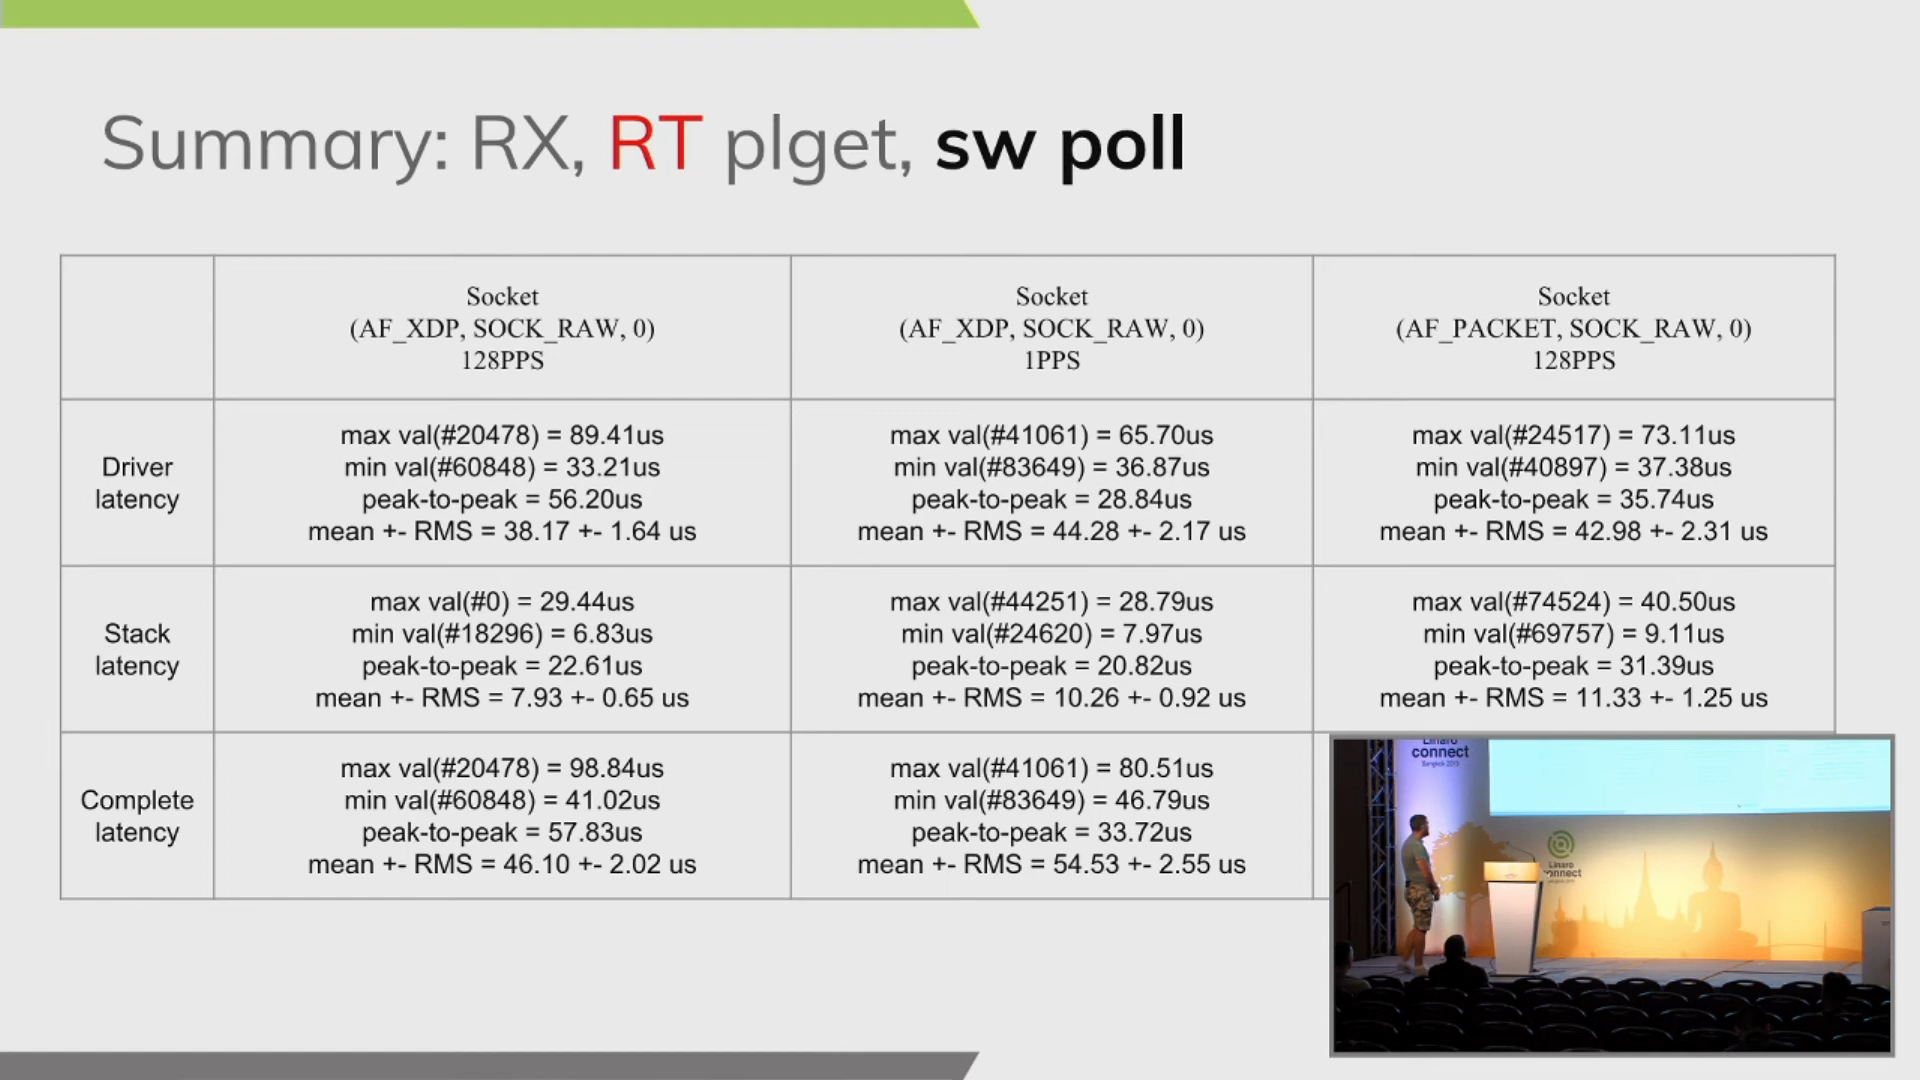 Summary: RX, RT plget, sw poll
Socket
(AF_XDP, SOCK_RAW, 0)
128PPS
Socket
(AF_XDP, SOCK_RAW, 0)
1PPS
Socket
(AF_PACKET, SOCK_RAW, 0)
128PPS
Driver
latency
max val(#20478) = 89.41us
min val(#60848) = 33.21us
peak-to-peak = 56.20us
mean +- RMS = 38.17 +- 1.64 us
max val(#41061) = 65.70us
min val(#83649) = 36.87us
peak-to-peak = 28.84us
mean +- RMS = 44.28 +- 2.17 us
max val(#24517) = 73.11us
min val(#40897) = 37.38us
peak-to-peak = 35.74us
mean +- RMS = 42.98 +- 2.31 us
Stack
latency
max val(#0) = 29.44us
min val(#18296) = 6.83us
peak-to-peak = 22.61us
mean +- RMS = 7.93 +- 0.65 us
max val(#44251) = 28.79us
min val(#24620) = 7.97us
peak-to-peak = 20.82us
mean +- RMS = 10.26 +- 0.92 us
max val(#74524) = 40.50us
min val(#69757) = 9.11us
peak-to-peak = 31.39us
mean +- RMS = 11.33 +- 1.25 us
Complete
latency
max val(#20478) = 98.84us
min val(#60848) = 41.02us
peak-to-peak = 57.83us
mean +- RMS = 46.10 +- 2.02 us
max val(#41061) = 80.51us
min val(#83649) = 46.79us
peak-to-peak = 33.72us
mean +- RMS = 54.53 +- 2.55 us
Linaro
connect
Bangkok 2019
Linaro
connect